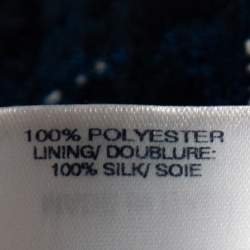 100% POLYESTER
LINING/ DOUBLURE:
100% SILK/ SOIE